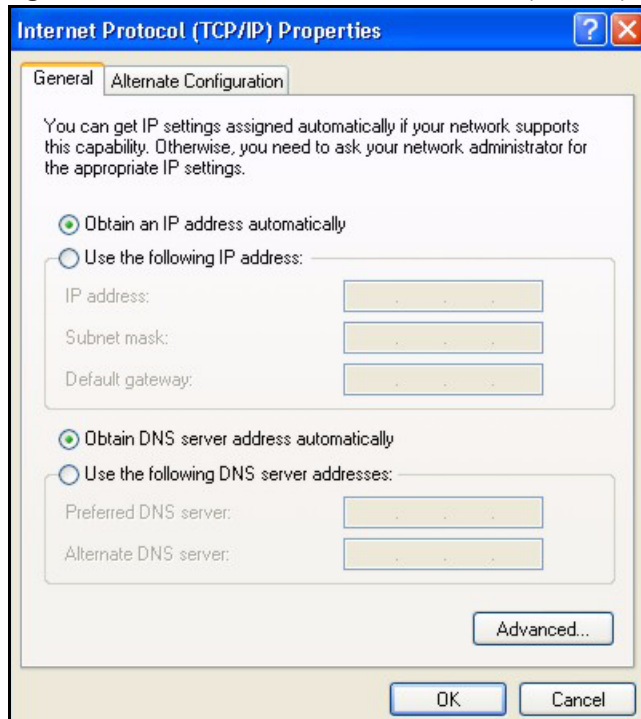 Internet Protocol (TCP/IP) Properties
General
Alternate Configuration
You can get IP settings assigned automatically if your network supports
this capability. Otherwise, you need to ask your network administrator for
the appropriate IP settings.
Obtain an IP address automatically
Use the following IP address:
IP address:
Subnet mask:
Default gateway:
Obtain DNS server address automatically
Use the following DNS server addresses:
Preferred DNS server:
Alternate DNS server:
Advanced...
OK
Cancel